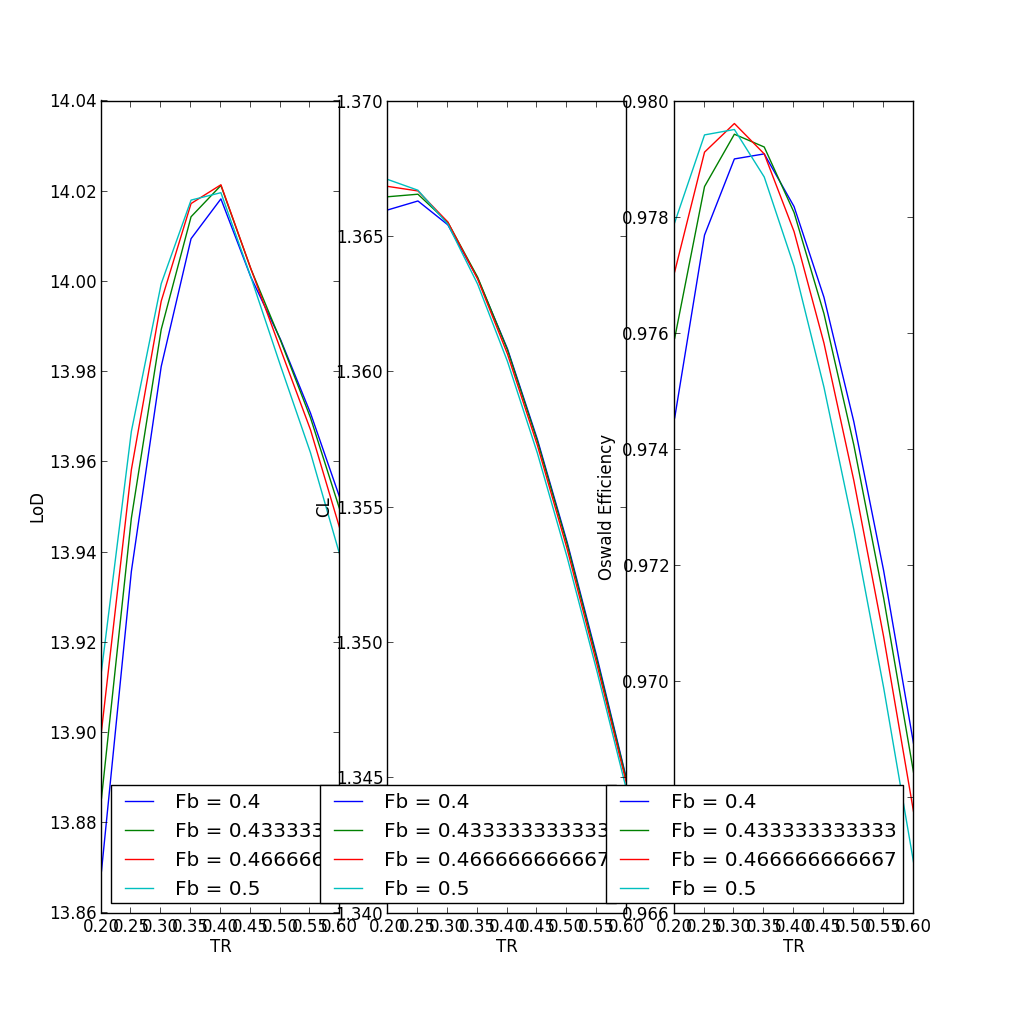 14.04
14.02
14.00
13.98
13.96
13.94
13.92
13.90
13.88
13.86
LoD
0.20 0.25 0.30 0.35 0.40 0.45 0.50 0.55 0.60
TR
Fb = 0.4
Fb = 0.433333
Fb = 0.466666
Fb = 0.5
1.370
1.365
1.360
1.355
1.350
1.345
1.340
CL
0.20 0.25 0.30 0.35 0.40 0.45 0.50 0.55 0.60
TR
Fb = 0.4
Fb = 0.433333333333
Fb = 0.466666666667
Fb = 0.5
0.980
0.978
0.976
0.974
0.972
0.970
0.966
Oswald Efficiency
0.20 0.25 0.30 0.35 0.40 0.45 0.50 0.55 0.60
TR
Fb = 0.4
Fb = 0.433333333333
Fb = 0.466666666667
Fb = 0.5